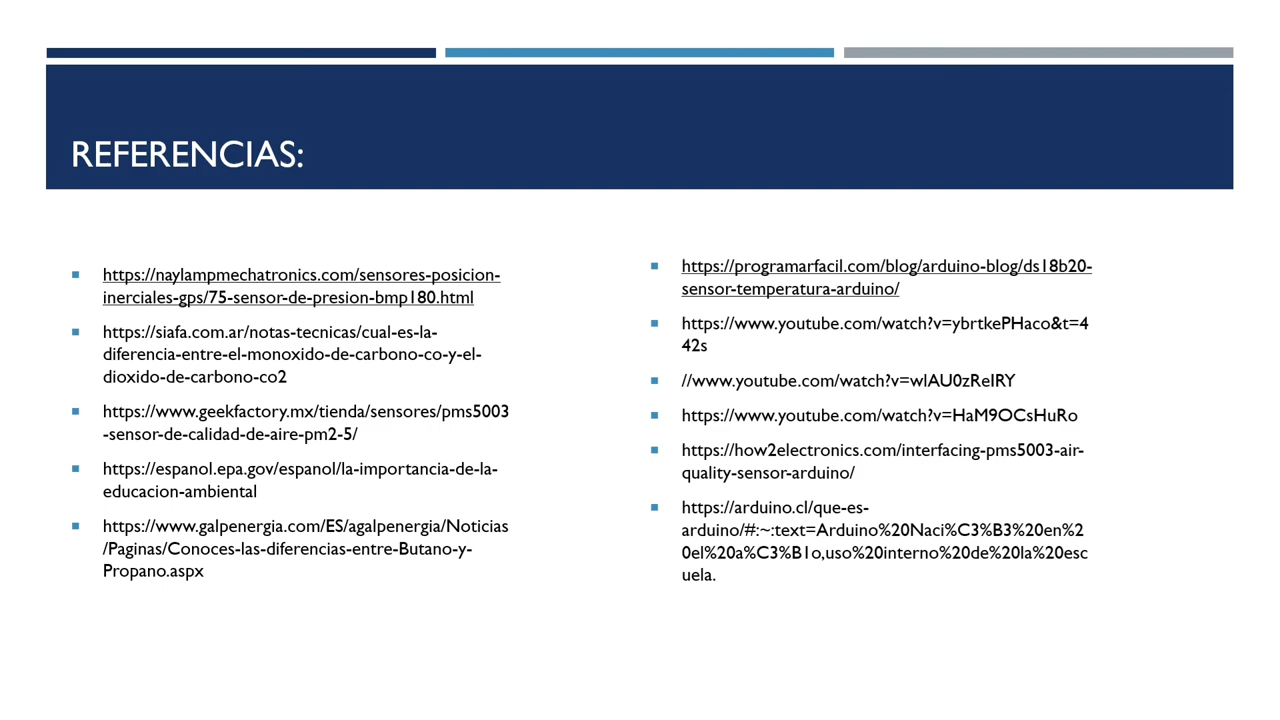 REFERENCIAS:
https://naylampmechatronics.com/sensores-posicion-
inerciales-gps/75-sensor-de-presion-bmp180.html
https://siafa.com.ar/notas-tecnicas/cual-es-la-
diferencia-entre-el-monoxido-de-carbono-co-y-el-
dioxido-de-carbono-co2
https://www.geekfactory.mx/tienda/sensores/pms5003
-sensor-de-calidad-de-aire-pm2-5/
https://espanol.epa.gov/espanol/la-importancia-de-la-
educacion-ambiental
https://www.galpenergia.com/ES/agalpenergia/Noticias
/Paginas/Conoces-las-diferencias-entre-Butano-y-
Propano.aspx
https://programarfacil.com/blog/arduino-blog/ds18b20-
sensor-temperatura-arduino/
https://www.youtube.com/watch?v=ybrtkePHaco&t=4
42s
//www.youtube.com/watch?v=wlAU0zReIRY
https://www.youtube.com/watch?v=HaM9OCsHuRo
https://how2electronics.com/interfacing-pms5003-air-
quality-sensor-arduino/
https://arduino.cl/que-es-
arduino/#:~:text=Arduino%20Naci%C3%B3%20en%2
0el%20a%C3%B1o,uso%20interno%20de%20la%20esc
uela.